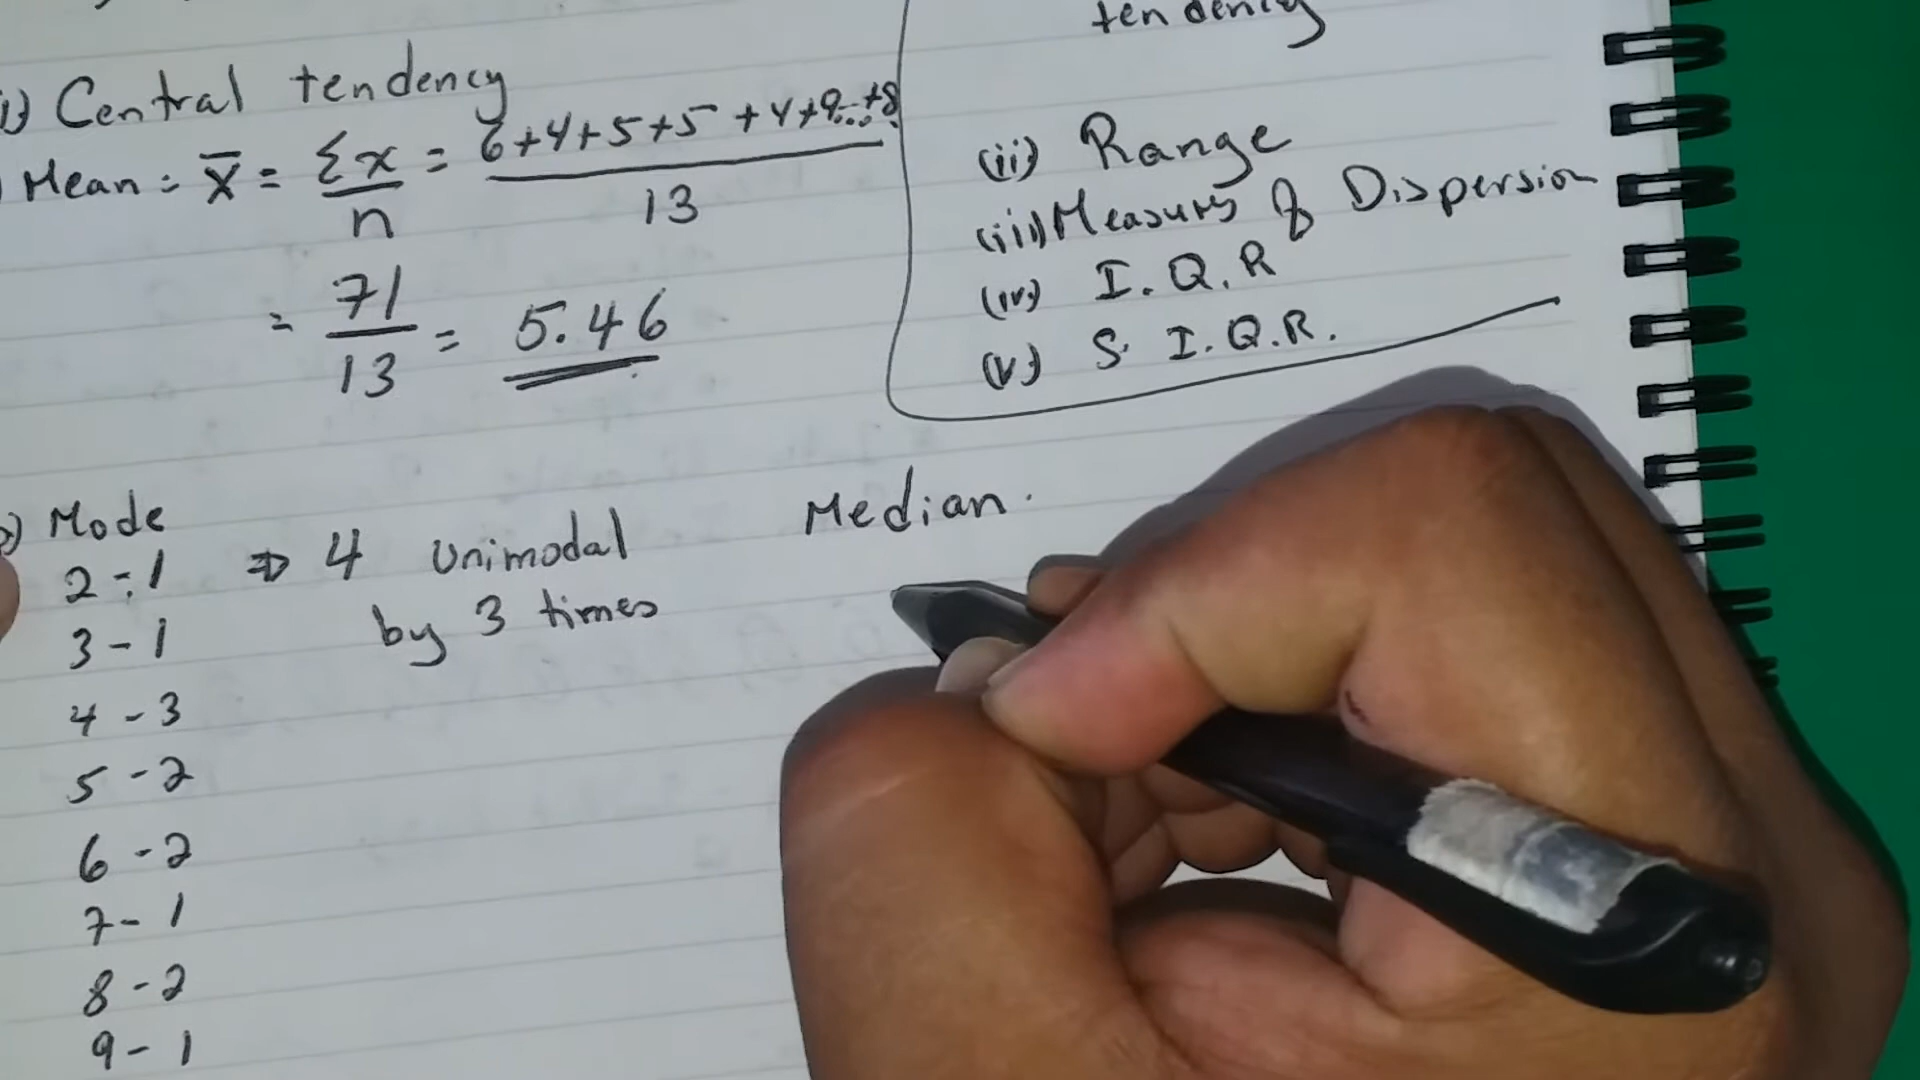 i) Central tendency
Mean = x̄ = Σx/n = 6+4+5+5+4+9...+8/13
= 71/13 = 5.46
tendency
(ii) Range
(iii) Measures of Dispersion
(iv) I.Q.R
(v) S.I.Q.R.
Mode
2 - 1
3 - 1
4 - 3
5 - 2
6 - 2
7 - 1
8 - 2
9 - 1
⇒ 4 Unimodal
by 3 times
Median.